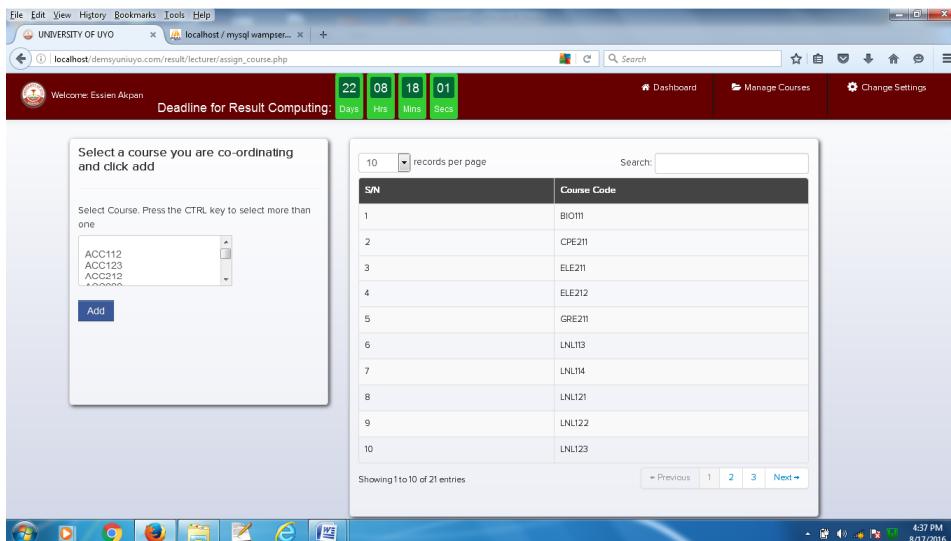 File Edit View History Bookmarks Tools Help
UNIVERSITY OF UYO × localhost / mysql wampser... × +
localhost/demsyuniuyo.com/result/lecturer/assign_course.php Search
Welcome: Essien Akpan
Deadline for Result Computing:
22 08 18 01
Days Hrs Mins Secs
Dashboard Manage Courses Change Settings
Select a course you are co-ordinating
and click add
Select Course. Press the CTRL key to select more than
one
ACC112
ACC123
ACC212
Add
10 records per page Search:
S/N Course Code
1 BIO111
2 CPE211
3 ELE211
4 ELE212
5 GRE211
6 LNL113
7 LNL114
8 LNL121
9 LNL122
10 LNL123
Showing 1 to 10 of 21 entries
← Previous 1 2 3 Next →
4:37 PM
8/17/2016